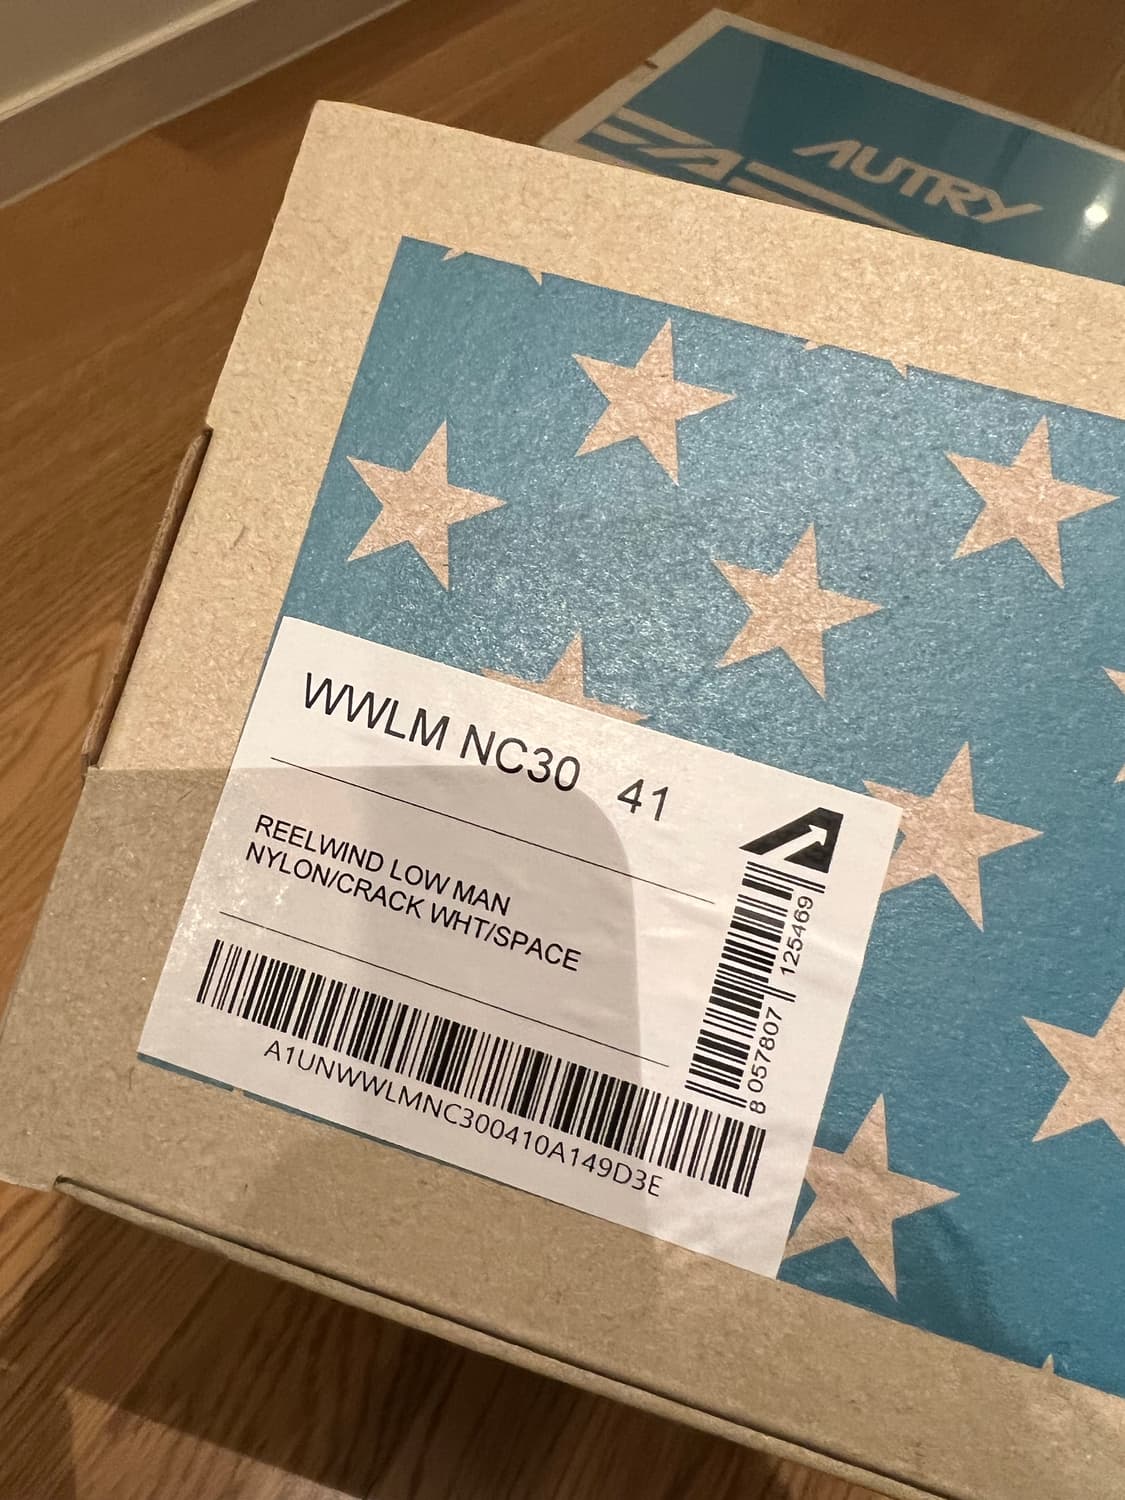 AUTRY
WWLM NC30 41
REELWIND LOW MAN
NYLON/CRACK WHT/SPACE
8 057807 125469
A1UNWWLMNC300410A149D3E